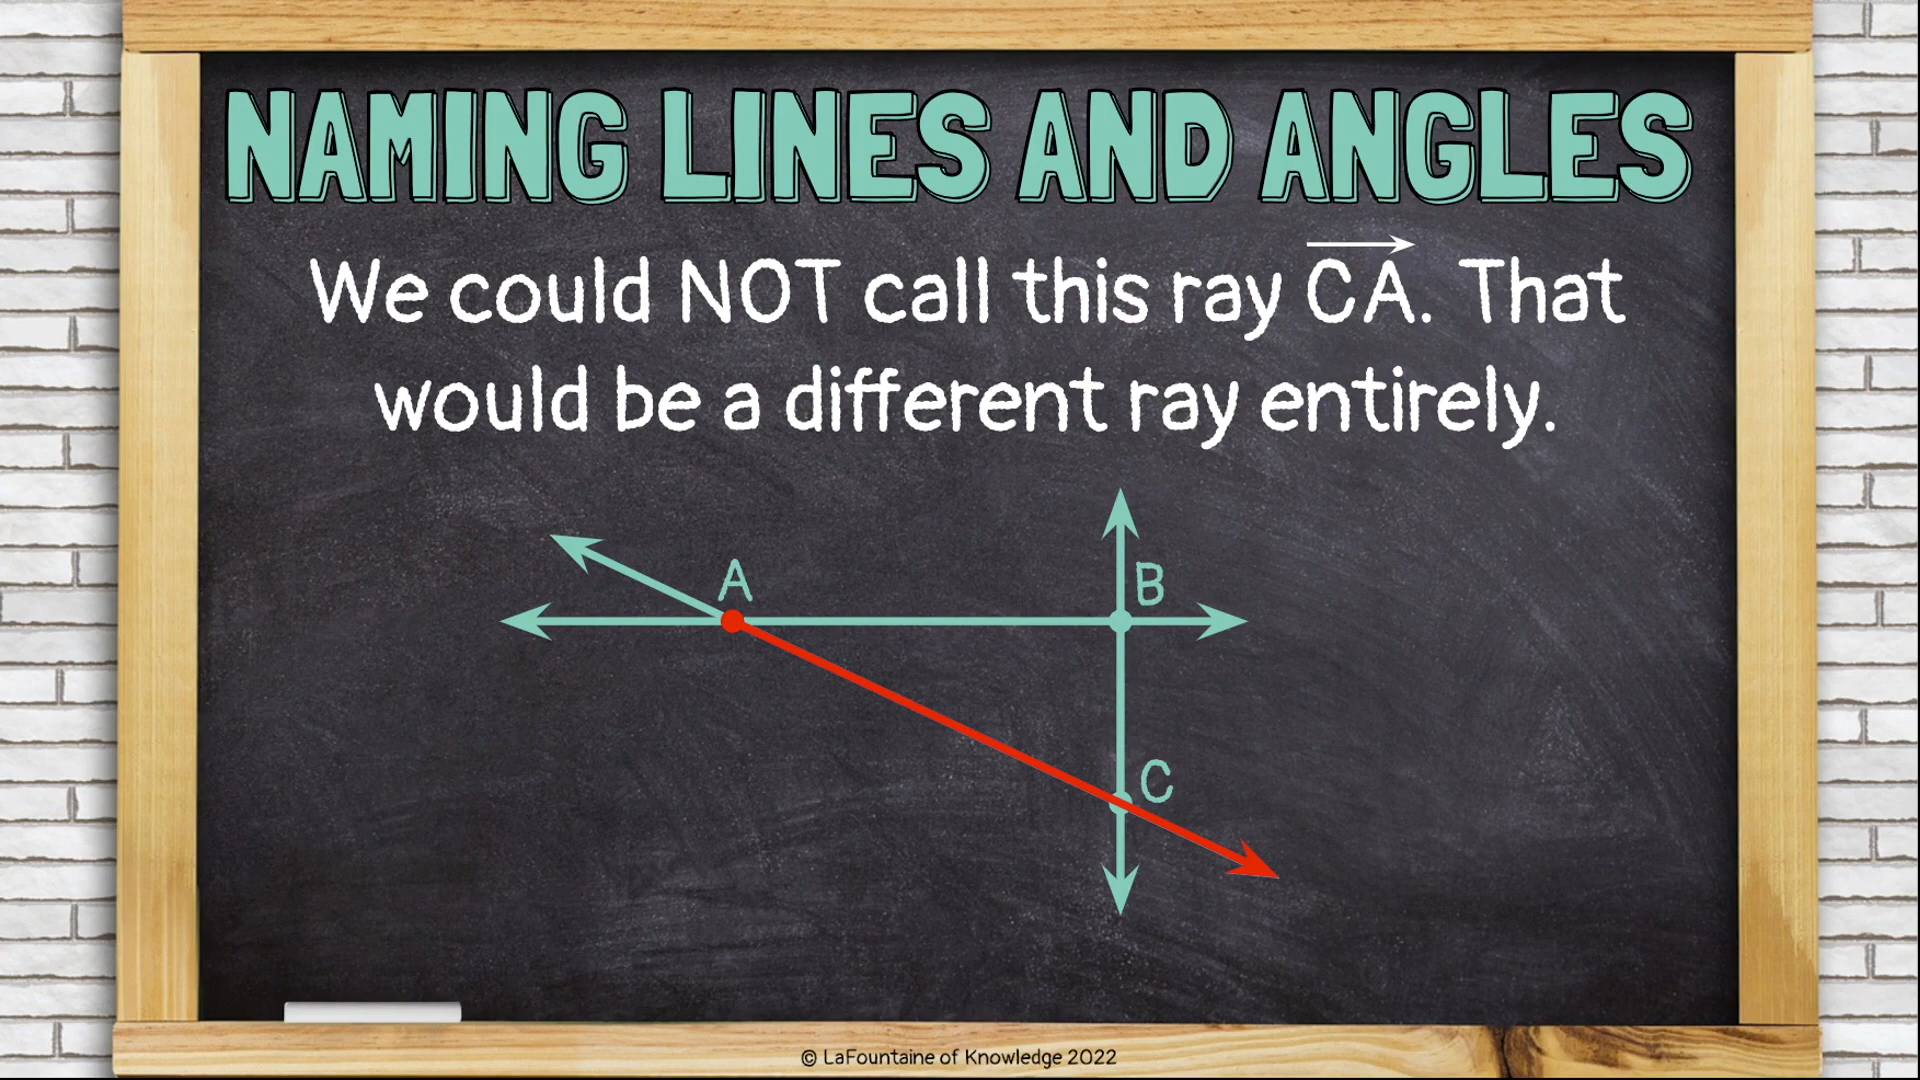 NAMING LINES AND ANGLES
We could NOT call this ray CA. That
would be a different ray entirely.
A
B
C
© LaFountaine of Knowledge 2022